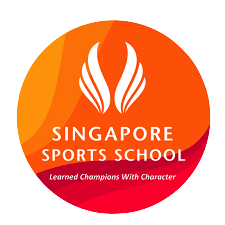 SINGAPORE
SPORTS SCHOOL
Learned Champions With Character